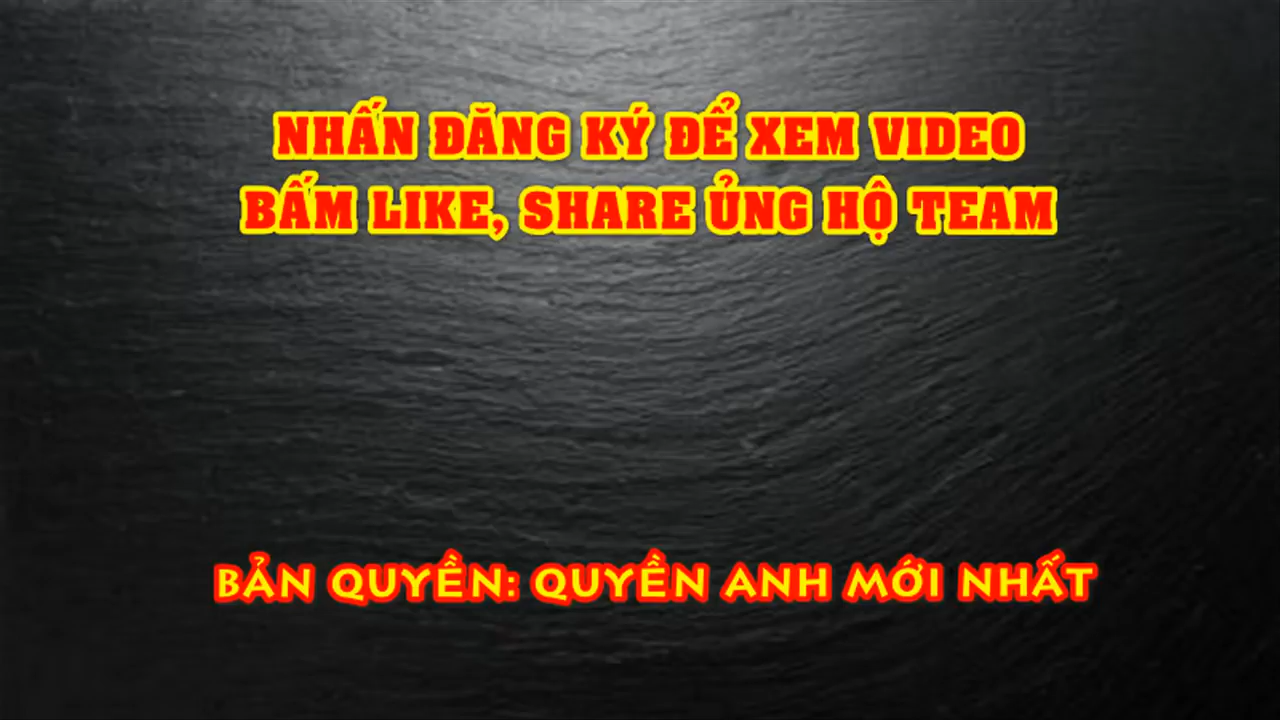 NHẤN ĐĂNG KÝ ĐỂ XEM VIDEO
BẤM LIKE, SHARE ỦNG HỘ TEAM
BẢN QUYỀN: QUYỀN ANH MỚI NHẤT